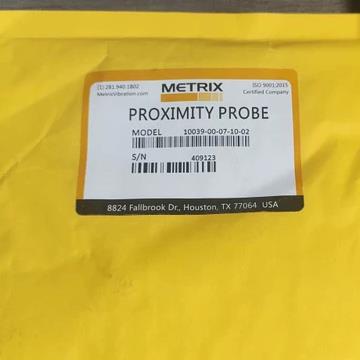 (1) 281.940.1802
MetrixVibration.com
METRIX
ISO 9001:2015
Certified Company
PROXIMITY PROBE
MODEL 10039-00-07-10-02
S/N 409123
8824 Fallbrook Dr., Houston, TX 77064 USA